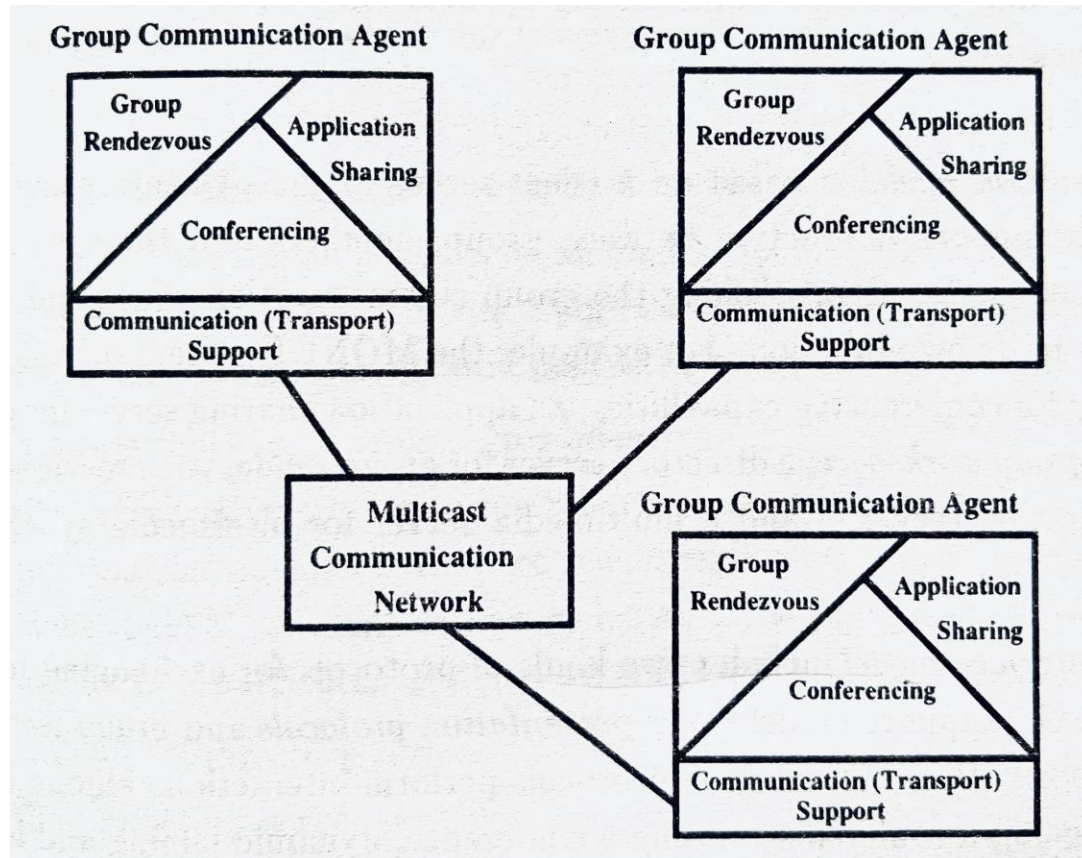 Group Communication Agent
Group
Rendezvous
Application
Sharing
Conferencing
Communication (Transport)
Support
Group Communication Agent
Group
Rendezvous
Application
Sharing
Conferencing
Communication (Transport)
Support
Multicast
Communication
Network
Group Communication Agent
Group
Rendezvous
Application
Sharing
Conferencing
Communication (Transport)
Support